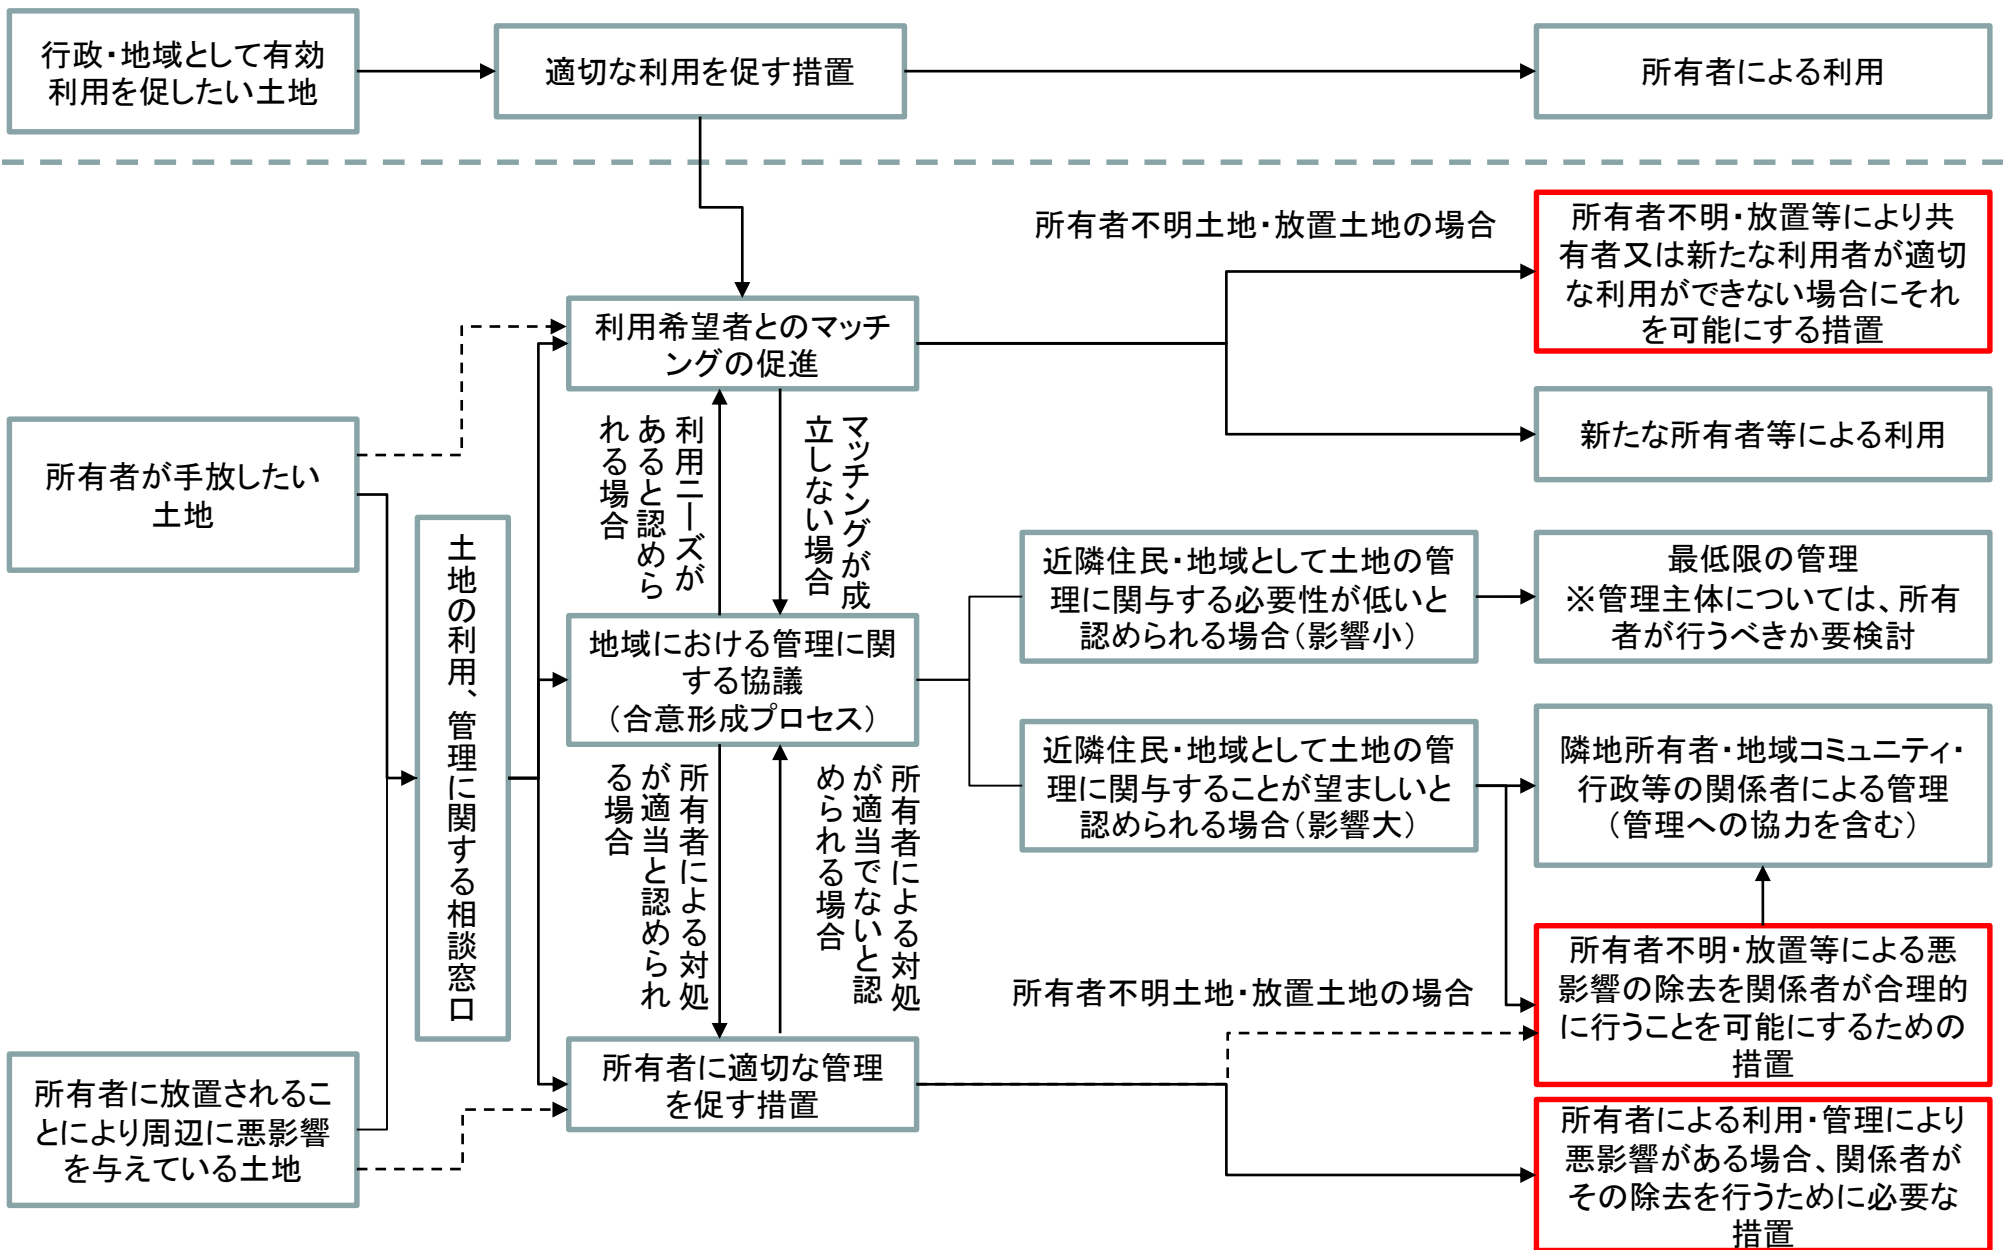 行政・地域として有効
利用を促したい土地
適切な利用を促す措置
所有者による利用
所有者不明土地・放置土地の場合
所有者不明・放置等により共
有者又は新たな利用者が適切
な利用ができない場合にそれ
を可能にする措置
利用希望者とのマッチ
ングの促進
新たな所有者等による利用
所有者が手放したい
土地
利用ニーズが
あると認めら
れる場合
マッチングが成
立しない場合
土地の利用、管理に関する相談窓口
近隣住民・地域として土地の管
理に関与する必要性が低いと
認められる場合（影響小）
最低限の管理
※管理主体については、所有
者が行うべきか要検討
地域における管理に関
する協議
（合意形成プロセス）
近隣住民・地域として土地の管
理に関与することが望ましいと
認められる場合（影響大）
隣地所有者・地域コミュニティ・
行政等の関係者による管理
（管理への協力を含む）
所有者による対処
が適当と認められ
る場合
所有者による対処
が適当でないと認
められる場合
所有者不明土地・放置土地の場合
所有者不明・放置等による悪
影響の除去を関係者が合理的
に行うことを可能にするための
措置
所有者に放置されるこ
とにより周辺に悪影響
を与えている土地
所有者に適切な管理
を促す措置
所有者による利用・管理により
悪影響がある場合、関係者が
その除去を行うために必要な
措置